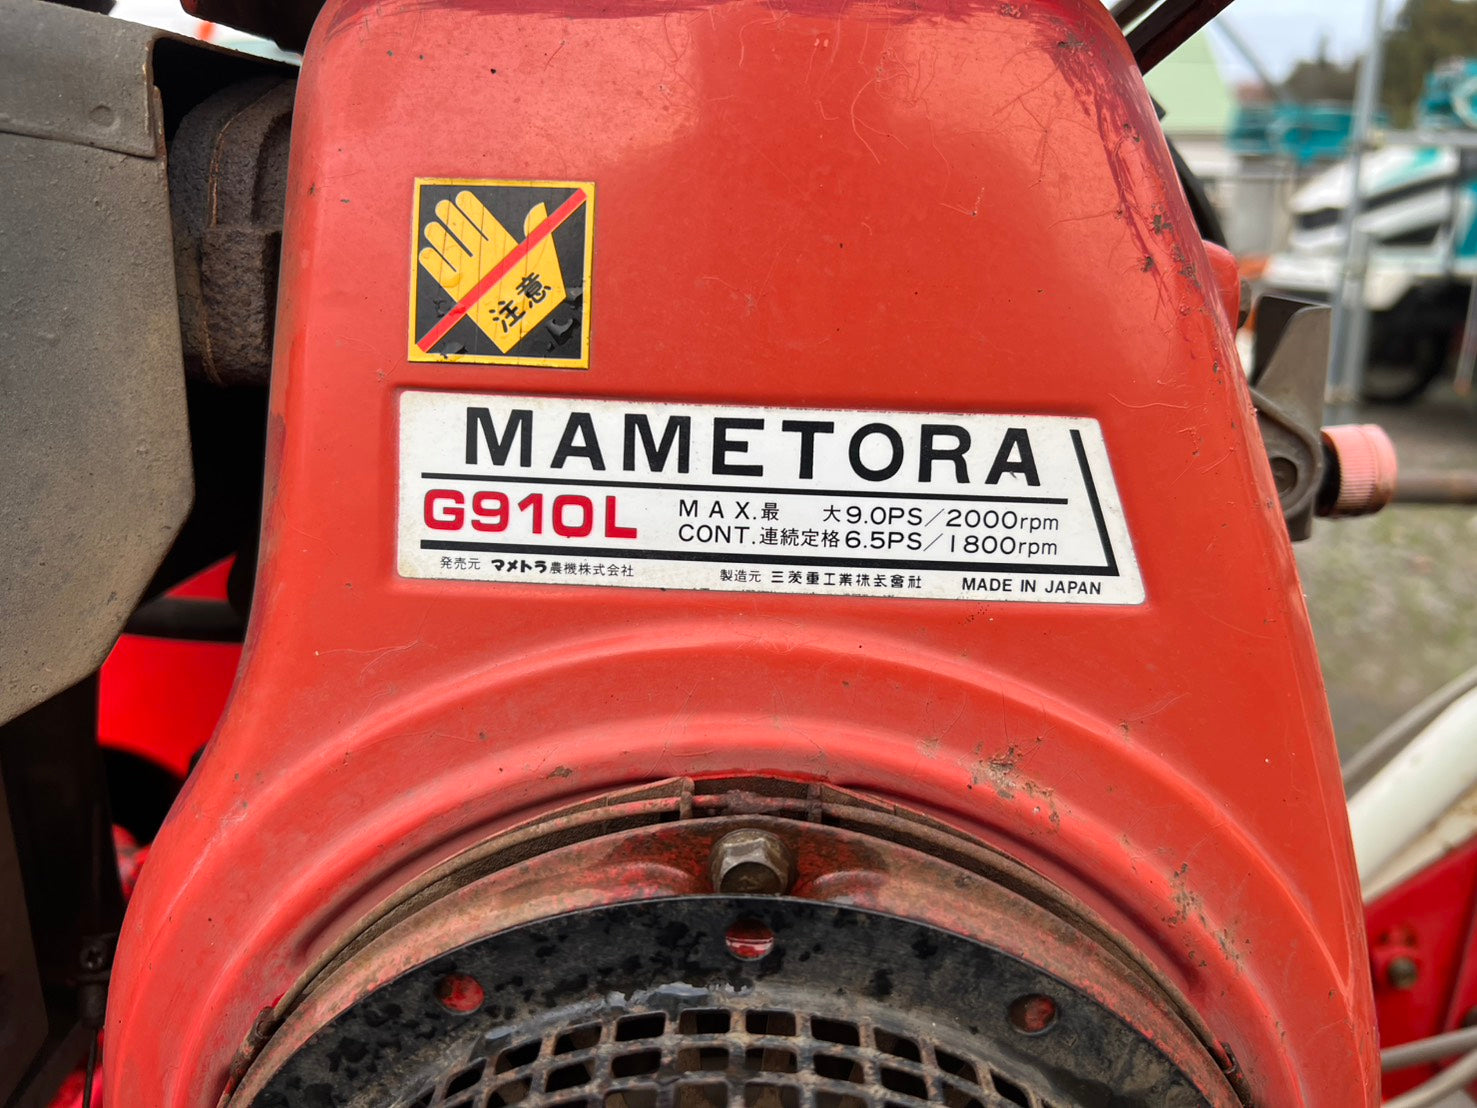 注意
MAMETORA
G910L
MAX.最 大9.0PS/2000rpm
CONT.連続定格6.5PS/1800rpm
発売元 マメトラ農機株式会社
製造元 三菱重工業株式會社 MADE IN JAPAN